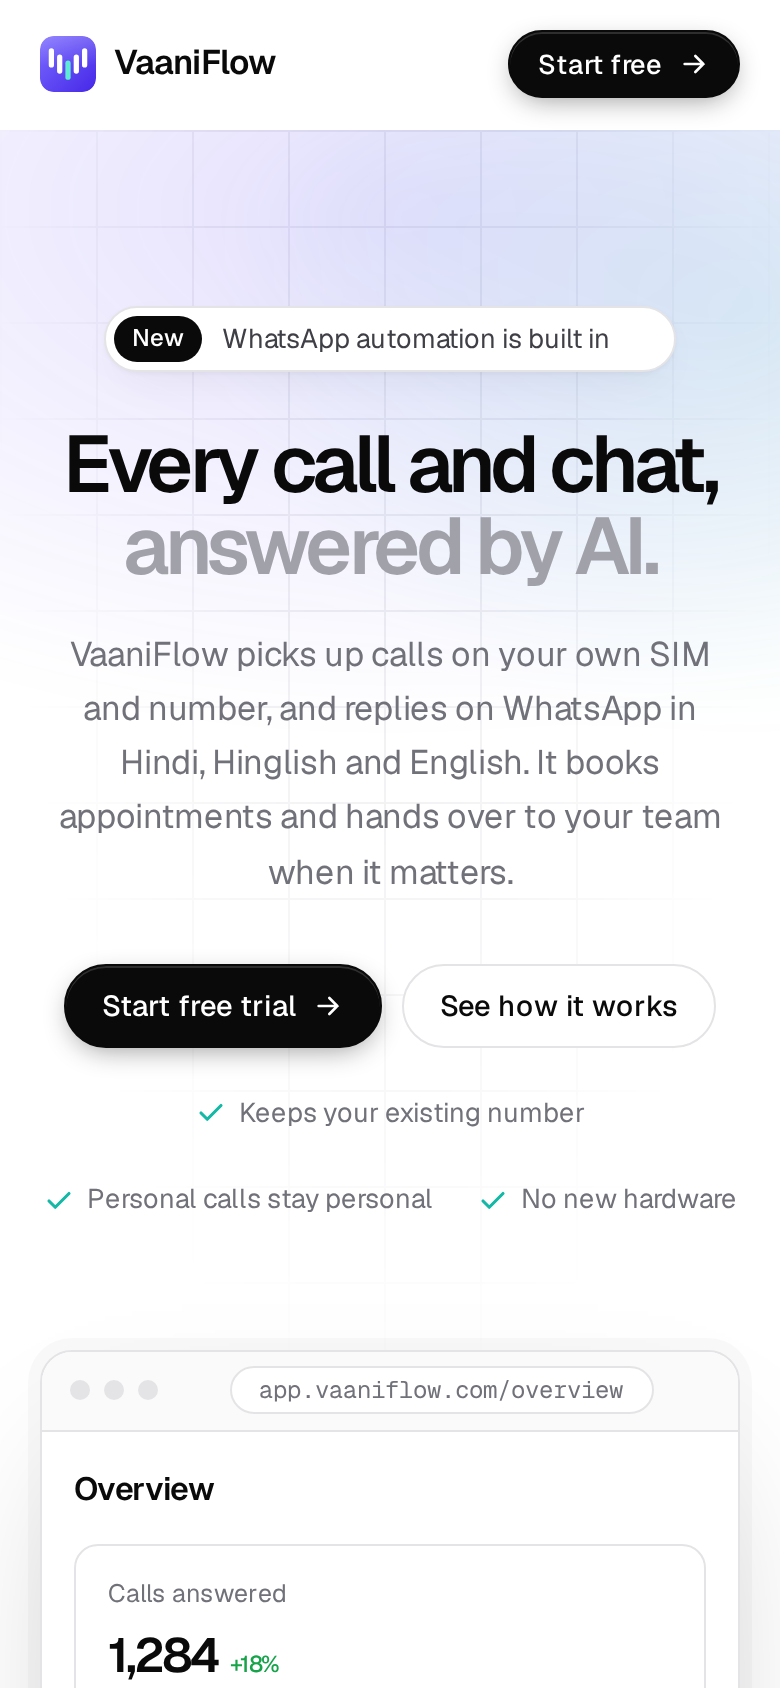 VaaniFlow
Start free →
New WhatsApp automation is built in
Every call and chat,
answered by AI.
VaaniFlow picks up calls on your own SIM
and number, and replies on WhatsApp in
Hindi, Hinglish and English. It books
appointments and hands over to your team
when it matters.
Start free trial →
See how it works
Keeps your existing number
Personal calls stay personal
No new hardware
app.vaaniflow.com/overview
Overview
Calls answered
1,284 +18%